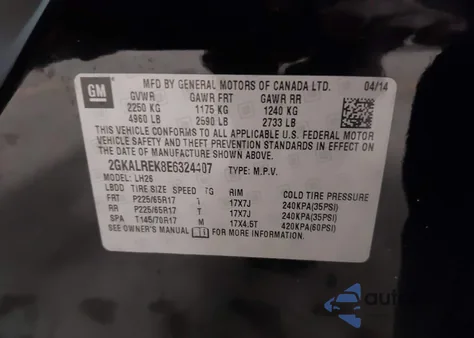 GM
MFD BY GENERAL MOTORS OF CANADA LTD. 04/14
GVWR GAWR FRT GAWR RR
2250 KG 1175 KG 1240 KG
4960 LB 2590 LB 2733 LB
THIS VEHICLE CONFORMS TO ALL APPLICABLE U.S. FEDERAL MOTOR
VEHICLE SAFETY AND THEFT PREVENTION STANDARDS IN EFFECT ON
THE DATE OF MANUFACTURE SHOWN ABOVE.
2GKALREK8E6324407 TYPE: M.P.V.
MODEL: LH26
LBDD TIRE SIZE SPEED TG RIM COLD TIRE PRESSURE
FRT P225/65R17 17X7J 240KPA(35PSI)
RR P225/65R17 17X7J 240KPA(35PSI)
SPA T145/70R17 M 17X4.5T 420KPA(60PSI)
SEE OWNER'S MANUAL FOR MORE INFORMATION